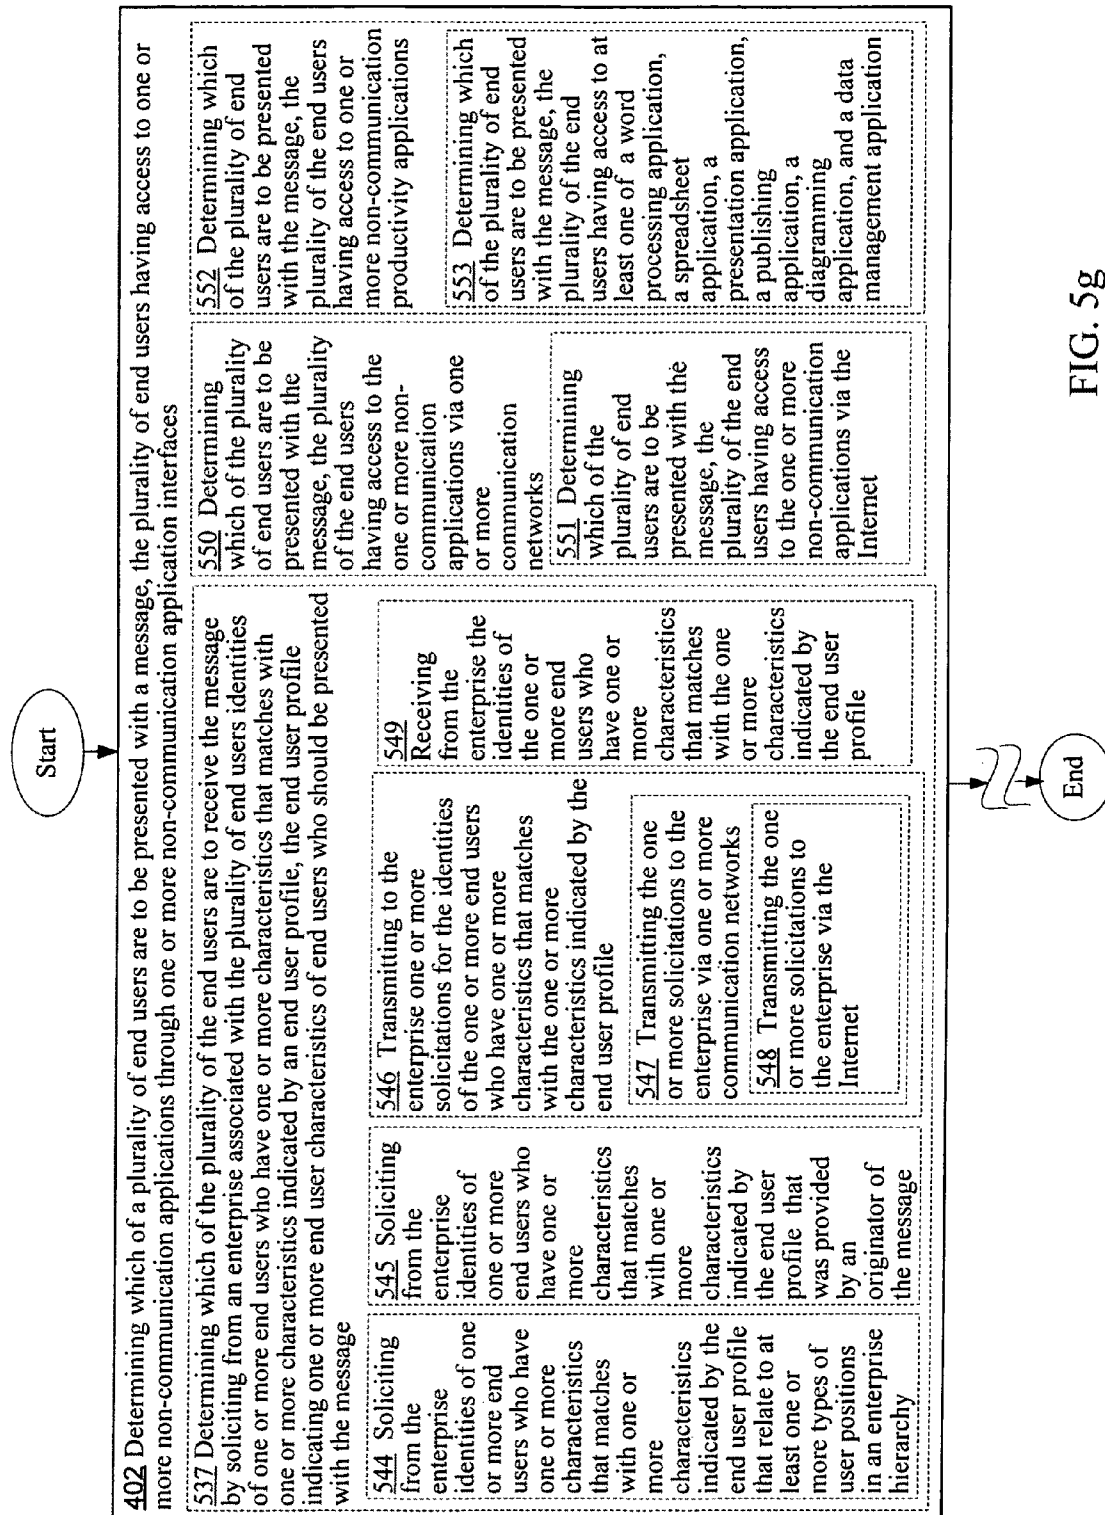 Start
402 Determining which of a plurality of end users are to be presented with a message, the plurality of end users having access to one or
more non-communication applications through one or more non-communication application interfaces
537 Determining which of the plurality of the end users are to receive the message
by soliciting from an enterprise associated with the plurality of end users identities
of one or more end users who have one or more characteristics that matches with
one or more characteristics indicated by an end user profile, the end user profile
indicating one or more end user characteristics of end users who should be presented
with the message
544 Soliciting
from the
enterprise
identities of one
or more end
users who have
one or more
characteristics
that matches
with one or
more
characteristics
indicated by the
end user profile
that relate to at
least one or
more types of
user positions
in an enterprise
hierarchy
545 Soliciting
from the
enterprise
identities of
one or more
end users who
have one or
more
characteristics
that matches
with one or
more
characteristics
indicated by
the end user
profile that
was provided
by an
originator of
the message
546 Transmitting to the
enterprise one or more
solicitations for the identities
of the one or more end users
who have one or more
characteristics that matches
with the one or more
characteristics indicated by the
end user profile
547 Transmitting the one
or more solicitations to the
enterprise via one or more
communication networks
548 Transmitting the one
or more solicitations to
the enterprise via the
Internet
549
Receiving
from the
enterprise the
identities of
the one or
more end
users who
have one or
more
characteristics
that matches
with the one
or more
characteristics
indicated by
the end user
profile
550 Determining
which of the plurality
of end users are to be
presented with the
message, the plurality
of the end users
having access to the
one or more non-
communication
applications via one
or more
communication
networks
551 Determining
which of the
plurality of end
users are to be
presented with the
message, the
plurality of the end
users having access
to the one or more
non-communication
applications via the
Internet
552 Determining which
of the plurality of end
users are to be presented
with the message, the
plurality of the end users
having access to one or
more non-communication
productivity applications
553 Determining which
of the plurality of end
users are to be presented
with the message, the
plurality of the end
users having access to at
least one of a word
processing application,
a spreadsheet
application, a
presentation application,
a publishing
application, a
diagramming
application, and a data
management application
End
FIG. 5g